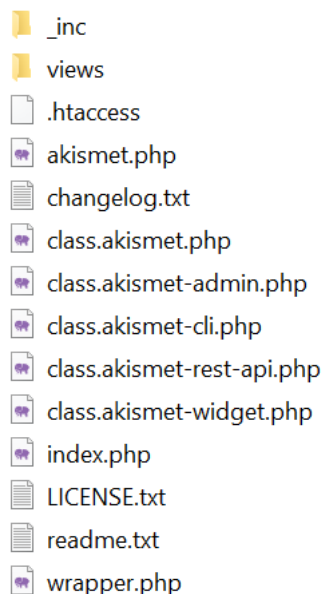 _inc
views
.htaccess
akismet.php
changelog.txt
class.akismet.php
class.akismet-admin.php
class.akismet-cli.php
class.akismet-rest-api.php
class.akismet-widget.php
index.php
LICENSE.txt
readme.txt
wrapper.php